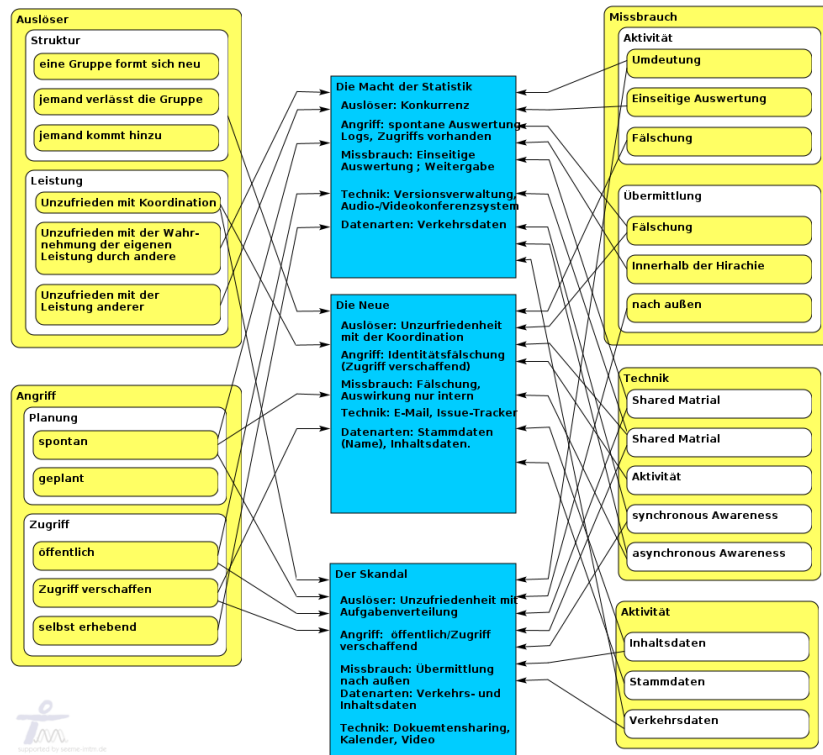 Auslöser
Struktur
eine Gruppe formt sich neu
jemand verlässt die Gruppe
jemand kommt hinzu
Leistung
Unzufrieden mit Koordination
Unzufrieden mit der Wahr-
nehmung der eigenen
Leistung durch andere
Unzufrieden mit der
Leistung anderer
Angriff
Planung
spontan
geplant
Zugriff
öffentlich
Zugriff verschaffen
selbst erhebend
Die Macht der Statistik
Auslöser: Konkurrenz
Angriff: spontane Auswertung
Logs, Zugriffs vorhanden
Missbrauch: Einseitige
Auswertung ; Weitergabe
Technik: Versionsverwaltung,
Audio-/Videokonferenzsystem
Datenarten: Verkehrsdaten
Die Neue
Auslöser: Unzurfriedenheit
mit der Koordination
Angriff: Identitätsfälschung
(Zugriff verschaffend)
Missbrauch: Fälschung,
Auswirkung nur intern
Technik: E-Mail, Issue-Tracker
Datenarten: Stammdaten
(Name), Inhaltsdaten.
Der Skandal
Auslöser: Unzufriedenheit mit
Aufgabenverteilung
Angriff: öffentlich/Zugriff
verschaffend
Missbrauch: Übermittlung
nach außen
Datenarten: Verkehrs- und
Inhaltsdaten
Technik: Dokuemtensharing,
Kalender, Video
Missbrauch
Aktivität
Umdeutung
Einseitige Auswertung
Fälschung
Übermittlung
Fälschung
Innerhalb der Hirachie
nach außen
Technik
Shared Matrial
Shared Matrial
Aktivität
synchronous Awareness
asynchronous Awareness
Aktivität
Inhaltsdaten
Stammdaten
Verkehrsdaten